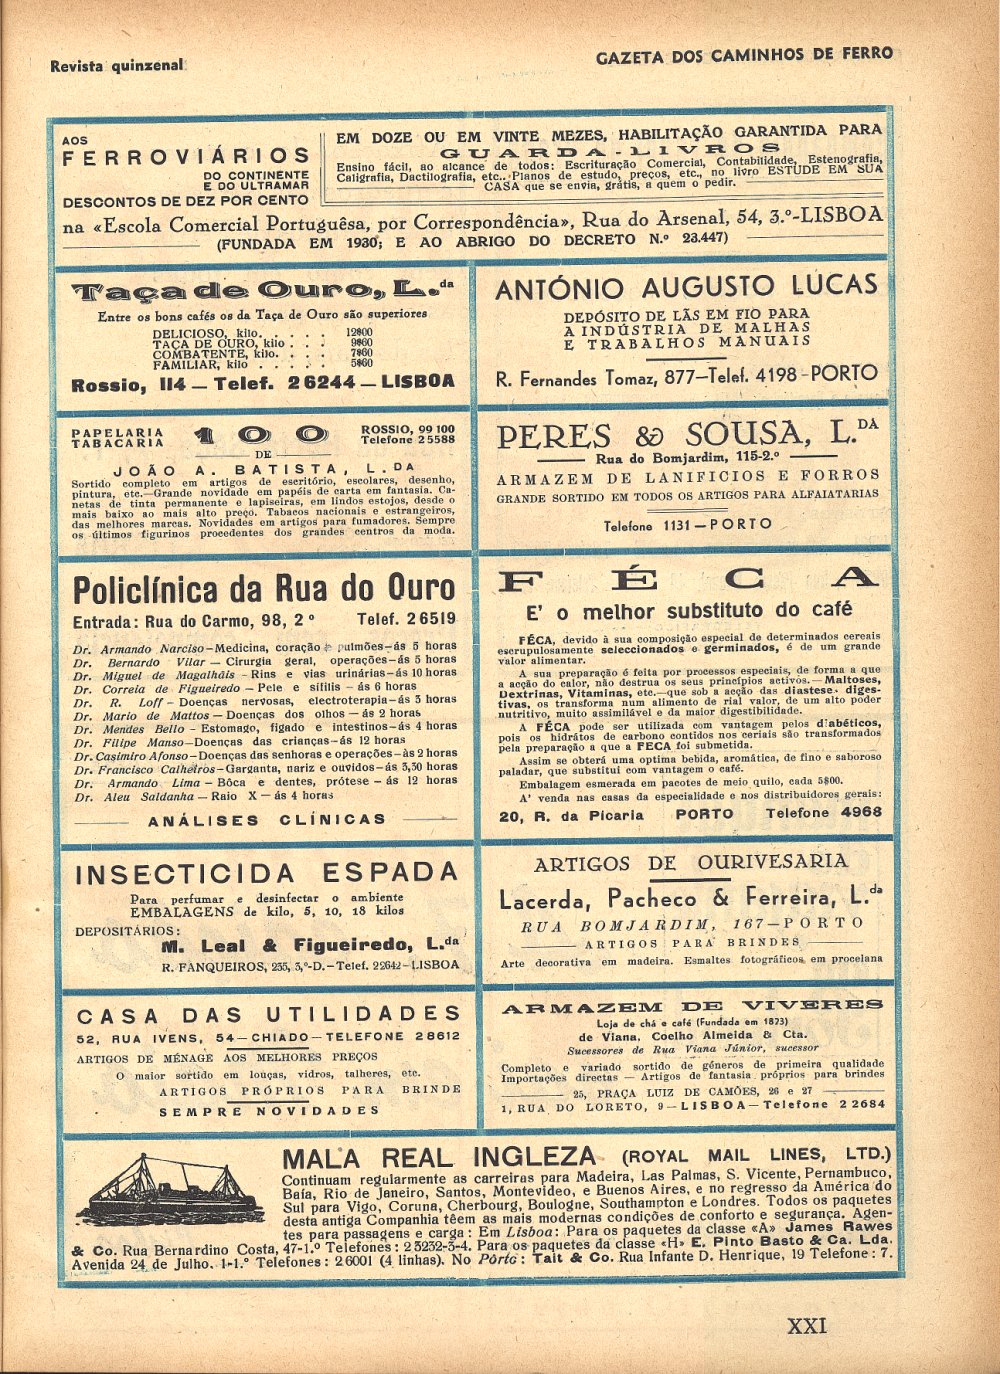 Revista quinzenal
GAZETA DOS CAMINHOS DE FERRO
AOS
FERROVIÁRIOS
DO CONTINENTE
E DO ULTRAMAR
DESCONTOS DE DEZ POR CENTO
EM DOZE OU EM VINTE MEZES, HABILITAÇÃO GARANTIDA PARA
GUARDA-LIVROS
Ensino fácil, ao alcance de todos: Escrituração Comercial, Contabilidade, Estenografia,
Caligrafia, Dactilografia, etc.. Planos de estudo, preços, etc., no livro ESTUDE EM SUA
CASA que se envia, grátis, a quem o pedir.
na «Escola Comercial Portuguêsa, por Correspondência», Rua do Arsenal, 54, 3.º-LISBOA
(FUNDADA EM 1930; E AO ABRIGO DO DECRETO N.º 23.447)
Taça de Ouro, L.da
Entre os bons cafés os da Taça de Ouro são superiores
DELICIOSO, kilo. . . . . 12$00
TAÇA DE OURO, kilo . . . 9$60
COMBATENTE, kilo. . . . 7$60
FAMILIAR, kilo . . . . . 5$60
Rossio, 114 — Telef. 26244 — LISBOA
ANTÓNIO AUGUSTO LUCAS
DEPÓSITO DE LÃS EM FIO PARA
A INDÚSTRIA DE MALHAS
E TRABALHOS MANUAIS
R. Fernandes Tomaz, 877—Telef. 4198 - PORTO
PAPELARIA
TABACARIA
100
ROSSIO, 99 100
Telefone 25588
DE
JOÃO A. BATISTA, L.DA
Sortido completo em artigos de escritório, escolares, desenho,
pintura, etc.—Grande novidade em papéis de carta em fantasia. Ca-
netas de tinta permanente e lapiseiras, em lindos estojos, desde o
mais baixo ao mais alto preço. Tabacos nacionais e estrangeiros,
das melhores marcas. Novidades em artigos para fumadores. Sempre
os últimos figurinos procedentes dos grandes centros da moda.
PERES & SOUSA, L.DA
Rua do Bomjardim, 115-2.º
ARMAZEM DE LANIFICIOS E FORROS
GRANDE SORTIDO EM TODOS OS ARTIGOS PARA ALFAIATARIAS
Telefone 1131 — PORTO
Policlínica da Rua do Ouro
Entrada: Rua do Carmo, 98, 2º Telef. 26519
Dr. Armando Narciso—Medicina, coração e pulmões—ás 5 horas
Dr. Bernardo Vilar — Cirurgia geral, operações—ás 5 horas
Dr. Miguel de Magalhãis - Rins e vias urinárias—ás 10 horas
Dr. Correia de Figueiredo — Pele e sífilis — ás 6 horas
Dr. R. Loff — Doenças nervosas, electroterapia—ás 3 horas
Dr. Mario de Mattos — Doenças dos olhos — ás 2 horas
Dr. Mendes Bello - Estomago, fígado e intestinos—ás 4 horas
Dr. Filipe Manso—Doenças das crianças—ás 12 horas
Dr. Casimiro Afonso—Doenças das senhoras e operações—ás 2 horas
Dr. Francisco Calheiros—Garganta, nariz e ouvidos—ás 3,30 horas
Dr. Armando Lima — Bôca e dentes, prótese — ás 12 horas
Dr. Aleu Saldanha — Raio X — ás 4 horas
ANÁLISES CLÍNICAS
FÉCA
E' o melhor substituto do café
FÉCA, devido à sua composição especial de determinados cereais
escrupulosamente seleccionados e germinados, é de um grande
valor alimentar.
A sua preparação é feita por processos especiais, de forma a que
a acção do calor, não destrua os seus princípios activos.—Maltoses,
Dextrinas, Vitaminas, etc.—que sob a acção das diastese, diges-
tivas, os transforma num alimento de rial valor, de um alto poder
nutritivo, muito assimilável e da maior digestibilidade.
A FÉCA pode ser utilizada com vantagem pelos diabéticos,
pois os hidrátos de carbono contidos nos ceriais são transformados
pela preparação a que a FECA foi submetida.
Assim se obterá uma optima bebida, aromática, de fino e saboroso
paladar, que substitui com vantagem o café.
Embalagem esmerada em pacotes de meio quilo, cada 5$00.
A' venda nas casas da especialidade e nos distribuidores gerais:
20, R. da Picaria PORTO Telefone 4968
INSECTICIDA ESPADA
Para perfumar e desinfectar o ambiente
EMBALAGENS de kilo, 5, 10, 18 kilos
DEPOSITÁRIOS:
M. Leal & Figueiredo, L.da
R. FANQUEIROS, 235, 3.º-D.—Telef. 22642—LISBOA
ARTIGOS DE OURIVESARIA
Lacerda, Pacheco & Ferreira, L.da
RUA BOMJARDIM, 167—PORTO
ARTIGOS PARA BRINDES
Arte decorativa em madeira. Esmaltes fotográficos em procelana
CASA DAS UTILIDADES
52, RUA IVENS, 54—CHIADO—TELEFONE 28612
ARTIGOS DE MÉNAGE AOS MELHORES PREÇOS
O maior sortido em louças, vidros, talheres, etc.
ARTIGOS PRÓPRIOS PARA BRINDE
SEMPRE NOVIDADES
ARMAZEM DE VIVERES
Loja de chá e café (Fundada em 1873)
de Viana, Coelho Almeida & Cta.
Sucessores de Rua Viana Júnior, sucessor
Completo e variado sortido de géneros de primeira qualidade
Importações directas — Artigos de fantasia próprios para brindes
25, PRAÇA LUIZ DE CAMÕES, 26 e 27
1, RUA DO LORETO, 9—LISBOA—Telefone 22684
MALA REAL INGLEZA (ROYAL MAIL LINES, LTD.)
Continuam regularmente as carreiras para Madeira, Las Palmas, S. Vicente, Pernambuco,
Baía, Rio de Janeiro, Santos, Montevideo, e Buenos Aires, e no regresso da América do
Sul para Vigo, Coruna, Cherbourg, Boulogne, Southampton e Londres. Todos os paquetes
desta antiga Companhia têem as mais modernas condições de conforto e segurança. Agen-
tes para passagens e carga: Em Lisboa: Para os paquetes da classe «A» James Rawes
& Co. Rua Bernardino Costa, 47-1.º Telefones: 23232-3-4. Para os paquetes da classe «H» E. Pinto Basto & Ca. Lda.
Avenida 24 de Julho. 1-1.º Telefones: 26001 (4 linhas). No Pôrto: Tait & Co. Rua Infante D. Henrique, 19 Telefone: 7.
XXI